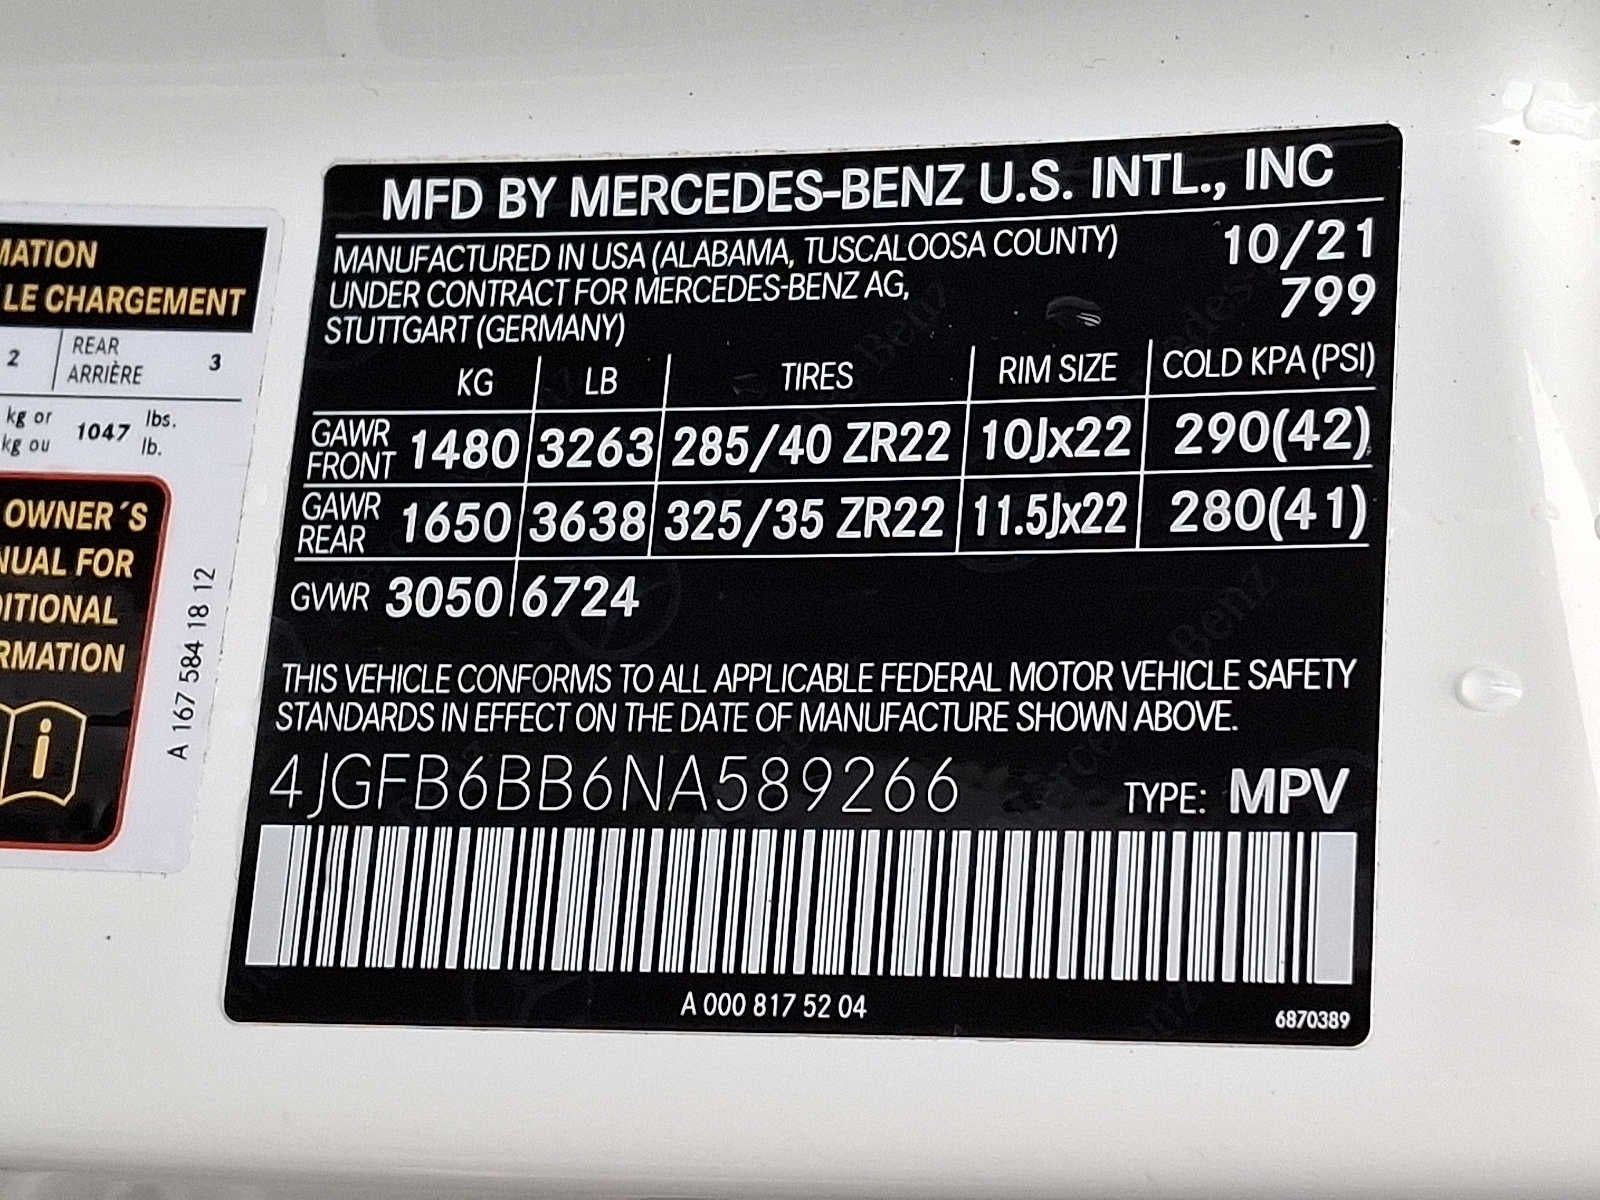 MATION
LE CHARGEMENT
2 REAR ARRIÈRE 3
kg or
kg ou 1047 lbs.
lb.
OWNER´S
NUAL FOR
DITIONAL
RMATION
i
A 167 584 18 12
MFD BY MERCEDES-BENZ U.S. INTL., INC
MANUFACTURED IN USA (ALABAMA, TUSCALOOSA COUNTY) 10/21
UNDER CONTRACT FOR MERCEDES-BENZ AG, 799
STUTTGART (GERMANY)
KG LB TIRES RIM SIZE COLD KPA (PSI)
GAWR FRONT 1480 3263 285/40 ZR22 10Jx22 290(42)
GAWR REAR 1650 3638 325/35 ZR22 11.5Jx22 280(41)
GVWR 3050 6724
THIS VEHICLE CONFORMS TO ALL APPLICABLE FEDERAL MOTOR VEHICLE SAFETY
STANDARDS IN EFFECT ON THE DATE OF MANUFACTURE SHOWN ABOVE.
4JGFB6BB6NA589266 TYPE: MPV
A 000 817 52 04
6870389